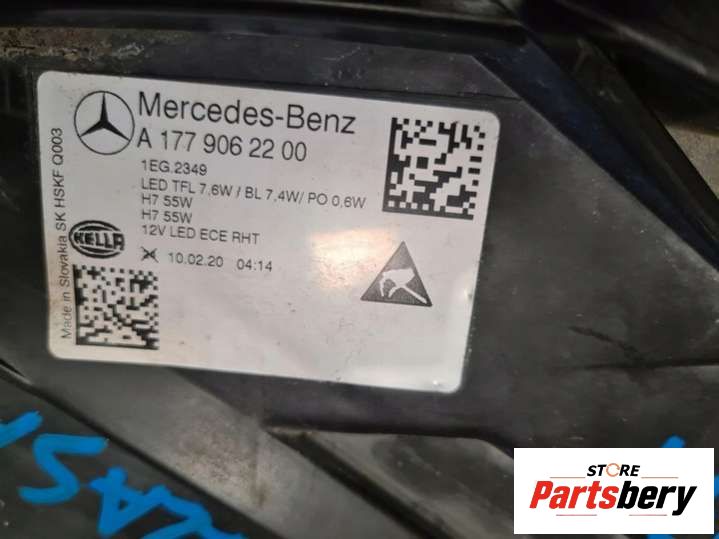 Mercedes-Benz
A 177 906 22 00
1EG.2349
LED TFL 7.6W / BL 7,4W/ PO 0,6W
H7 55W
H7 55W
12V LED ECE RHT
10.02.20 04:14
HELLA
Made in Slovakia SK HSKF Q003
STORE
Partsbery